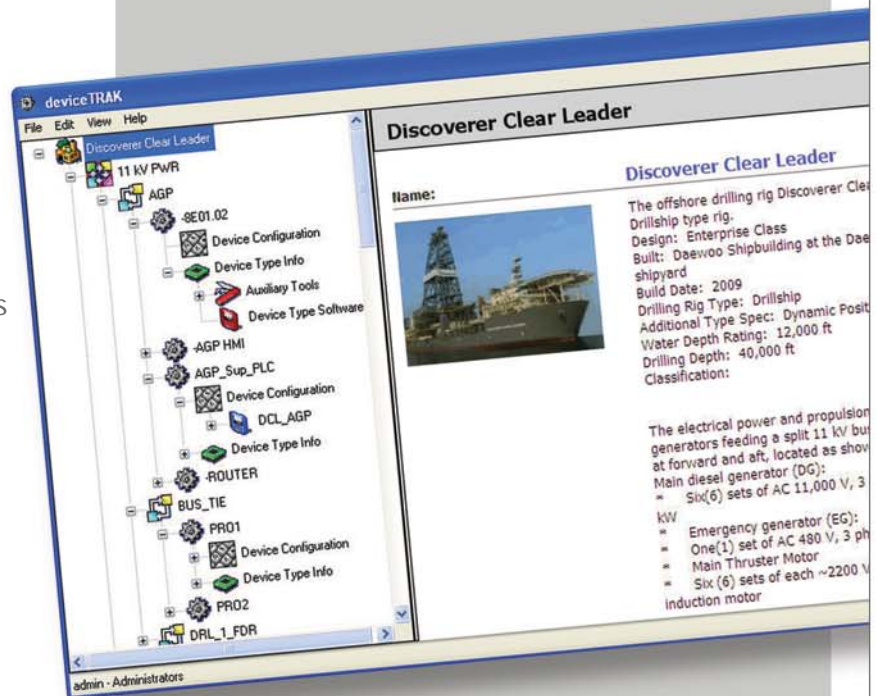 deviceTRAK
File Edit View Help
Discoverer Clear Leader
11 kV PWR
AGP
-8E01.02
Device Configuration
Device Type Info
Auxiliary Tools
Device Type Software
-AGP HMI
AGP_Sup_PLC
Device Configuration
DCL_AGP
Device Type Info
-ROUTER
BUS_TIE
PRO1
Device Configuration
Device Type Info
PRO2
DRL_1_FDR
admin - Administrators
Discoverer Clear Leader
Name:
Discoverer Clear Leader
The offshore drilling rig Discoverer Cle
Drillship type rig.
Design: Enterprise Class
Built: Daewoo Shipbuilding at the Dae
shipyard
Build Date: 2009
Drilling Rig Type: Drillship
Additional Type Spec: Dynamic Posit
Water Depth Rating: 12,000 ft
Drilling Depth: 40,000 ft
Classification:
The electrical power and propulsion
generators feeding a split 11 kV bu
at forward and aft, located as show
Main diesel generator (DG):
Six(6) sets of AC 11,000 V, 3
kW
Emergency generator (EG):
One(1) set of AC 480 V, 3 ph
Main Thruster Motor
Six (6) sets of each ~2200 V
induction motor
s